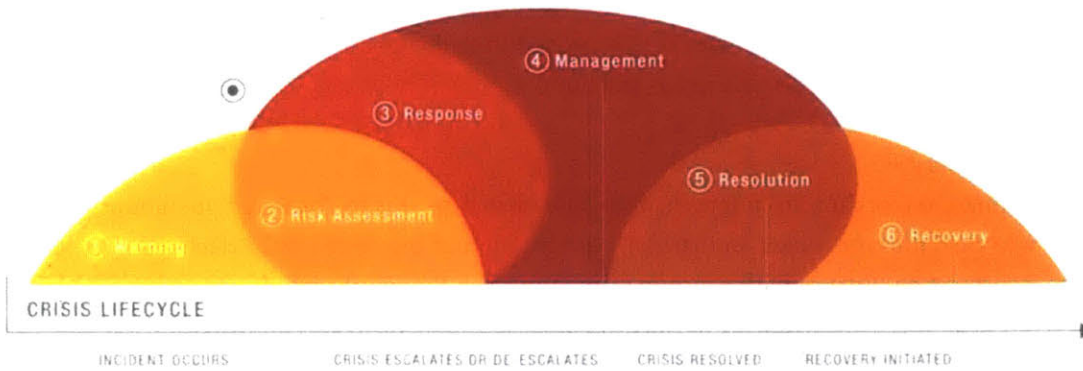 ④ Management
③ Response
⑤ Resolution
② Risk Assessment
⑥ Recovery
① Warning
CRISIS LIFECYCLE
INCIDENT OCCURS
CRISIS ESCALATES OR DE ESCALATES
CRISIS RESOLVED
RECOVERY INITIATED